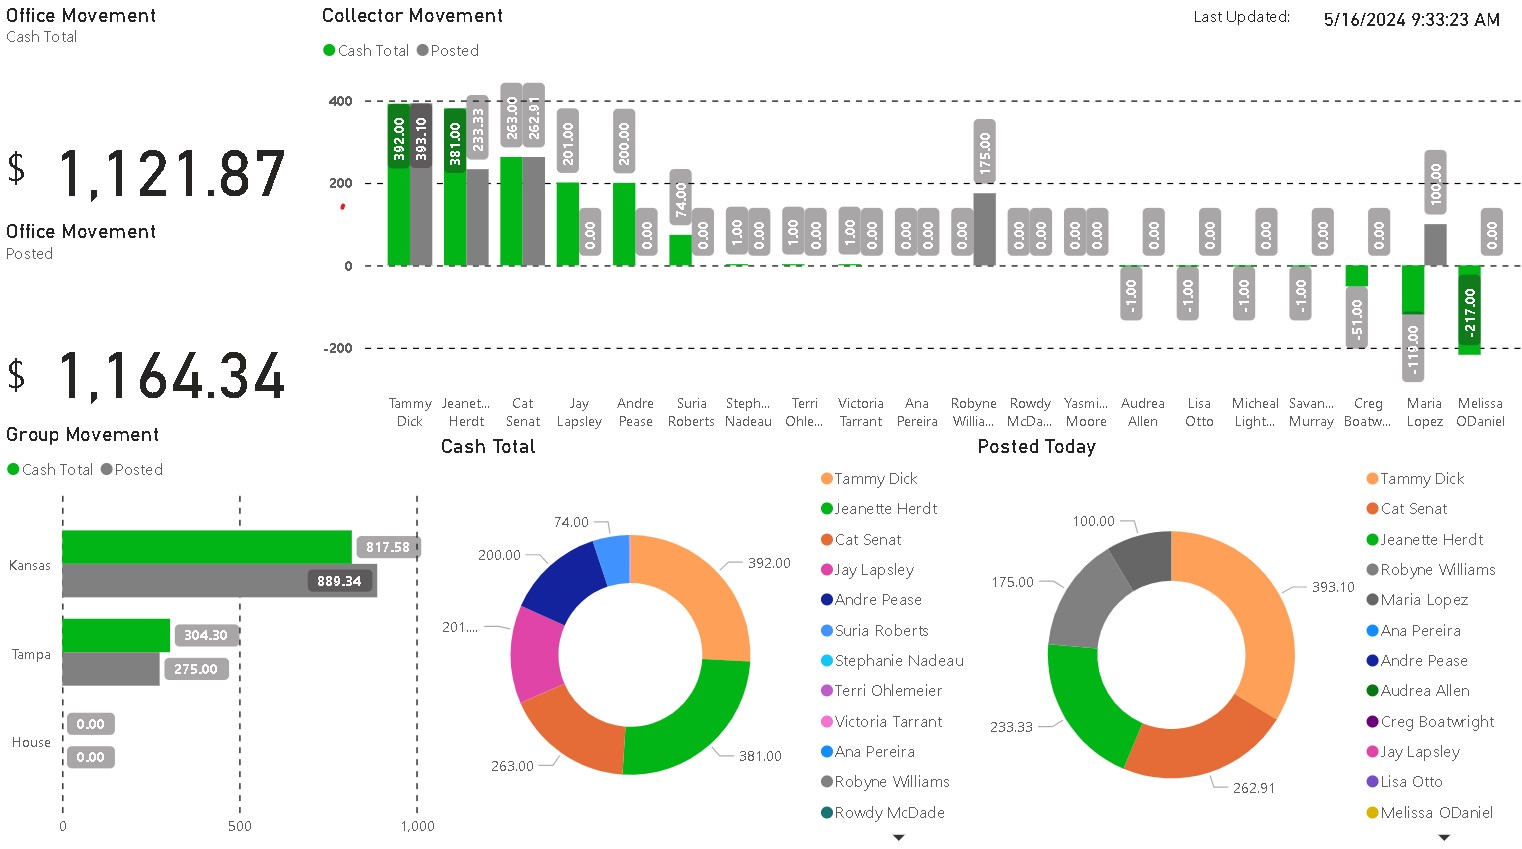 Office Movement
Cash Total
$ 1,121.87
Office Movement
Posted
$ 1,164.34
Collector Movement
Cash Total Posted
Last Updated: 5/16/2024 9:33:23 AM
400
200
0
-200
392.00
393.10
381.00
233.33
263.00
262.91
201.00
0.00
200.00
0.00
74.00
0.00
1.00
0.00
1.00
0.00
1.00
0.00
0.00
0.00
0.00
175.00
0.00
0.00
0.00
0.00
-1.00
0.00
-1.00
0.00
-1.00
0.00
-1.00
0.00
-51.00
0.00
-119.00
100.00
-217.00
0.00
Tammy Dick
Jeanet... Herdt
Cat Senat
Jay Lapsley
Andre Pease
Suria Roberts
Steph... Nadeau
Terri Ohle...
Victoria Tarrant
Ana Pereira
Robyne Willia...
Rowdy McDa...
Yasmi... Moore
Audrea Allen
Lisa Otto
Micheal Light...
Savan... Murray
Creg Boatw...
Maria Lopez
Melissa ODaniel
Group Movement
Cash Total Posted
Kansas
817.58
889.34
Tampa
304.30
275.00
House
0.00
0.00
0
500
1,000
Cash Total
74.00
200.00
201....
263.00
381.00
392.00
Tammy Dick
Jeanette Herdt
Cat Senat
Jay Lapsley
Andre Pease
Suria Roberts
Stephanie Nadeau
Terri Ohlemeier
Victoria Tarrant
Ana Pereira
Robyne Williams
Rowdy McDade
Posted Today
100.00
175.00
233.33
262.91
393.10
Tammy Dick
Cat Senat
Jeanette Herdt
Robyne Williams
Maria Lopez
Ana Pereira
Andre Pease
Audrea Allen
Creg Boatwright
Jay Lapsley
Lisa Otto
Melissa ODaniel